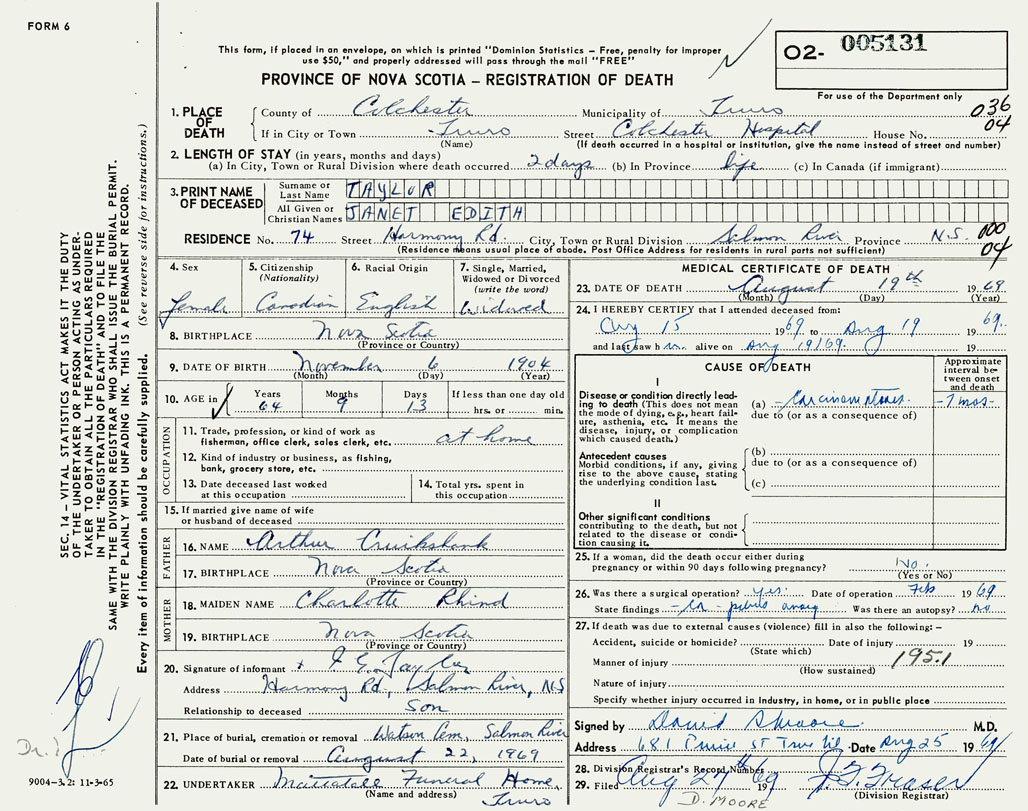 FORM 6
This form, if placed in an envelope, on which is printed "Dominion Statistics – Free, penalty for improper
use $50," and properly addressed will pass through the mail "FREE"
PROVINCE OF NOVA SCOTIA – REGISTRATION OF DEATH
O2- 005131
For use of the Department only
036
04
1. PLACE OF DEATH
County of Colchester Municipality of Truro
If in City or Town Truro Street Colchester Hospital House No.
(Name) (If death occurred in a hospital or institution, give the name instead of street and number)
2. LENGTH OF STAY (in years, months and days)
(a) In City, Town or Rural Division where death occurred 2 days (b) In Province life (c) In Canada (if immigrant)
3. PRINT NAME OF DECEASED
Surname or Last Name TAYLOR
All Given or Christian Names JANET EDITH
RESIDENCE No. 74 Street Harmony Rd. City, Town or Rural Division Salmon River Province N.S.
000
04
(Residence means usual place of abode. Post Office Address for residents in rural parts not sufficient)
4. Sex
female
5. Citizenship
(Nationality)
Canadian
6. Racial Origin
English
7. Single, Married,
Widowed or Divorced
(write the word)
widowed
8. BIRTHPLACE Nova Scotia
(Province or Country)
9. DATE OF BIRTH November 6 1904
(Month) (Day) (Year)
10. AGE in Years Months Days If less than one day old
64 9 13 hrs. or min.
OCCUPATION
11. Trade, profession, or kind of work as
fisherman, office clerk, sales clerk, etc. at home
12. Kind of industry or business, as fishing,
bank, grocery store, etc.
13. Date deceased last worked
at this occupation
14. Total yrs. spent in
this occupation
15. If married give name of wife
or husband of deceased
FATHER
16. NAME Arthur Cruikshank
17. BIRTHPLACE Nova Scotia
(Province or Country)
MOTHER
18. MAIDEN NAME Charlotte Rhind
19. BIRTHPLACE Nova Scotia
(Province or Country)
20. Signature of informant x J E. Taylor
Address Harmony Rd., Salmon River, NS
Relationship to deceased Son
21. Place of burial, cremation or removal Watson Cem, Salmon River
Date of burial or removal August 22, 1969
22. UNDERTAKER Mattatall Funeral Home,
(Name and address) Truro
MEDICAL CERTIFICATE OF DEATH
23. DATE OF DEATH August 19th 1969
(Month) (Day) (Year)
24. I HEREBY CERTIFY that I attended deceased from:
Aug 15 1969 to Aug 19 1969.
and last saw h alive on Aug 19/69. 19
CAUSE OF DEATH
Approximate
interval be-
tween onset
and death
I
Disease or condition directly lead-
ing to death (This does not mean
the mode of dying, e.g., heart fail-
ure, asthenia, etc. It means the
disease, injury, or complication
which caused death.)
(a) Carcinomatosis - 7 mos -
due to (or as a consequence of)
Antecedent causes
Morbid conditions, if any, giving
rise to the above cause, stating
the underlying condition last.
(b)
due to (or as a consequence of)
(c)
II
Other significant conditions
contributing to the death, but not
related to the disease or condi-
tion causing it.
25. If a woman, did the death occur either during
pregnancy or within 90 days following pregnancy? No.
(Yes or No)
26. Was there a surgical operation? yes. Date of operation Feb 1969
State findings - Ca - Was there an autopsy? no
27. If death was due to external causes (violence) fill in also the following: –
Accident, suicide or homicide? Date of injury 19
(State which)
Manner of injury 195.1
(How sustained)
Nature of injury
Specify whether injury occurred in Industry, in home, or in public place
Signed by David M.D.
Address 681 Prince St Truro Date Aug 25 1969
28. Division Registrar's Record Number
29. Filed Aug 27 1969 Fraser
(Division Registrar)
D. MOORE
SEC. 14 – VITAL STATISTICS ACT MAKES IT THE DUTY
OF THE UNDERTAKER OR PERSON ACTING AS UNDER-
TAKER TO OBTAIN ALL THE PARTICULARS REQUIRED
IN THE "REGISTRATION OF DEATH" AND TO FILE THE
SAME WITH THE DIVISION REGISTRAR WHO SHALL ISSUE THE BURIAL PERMIT.
WRITE PLAINLY WITH UNFADING INK. THIS IS A PERMANENT RECORD.
Every item of information should be carefully supplied. (See reverse side for instructions.)
Dr.
9004-3.2: 11-3-65